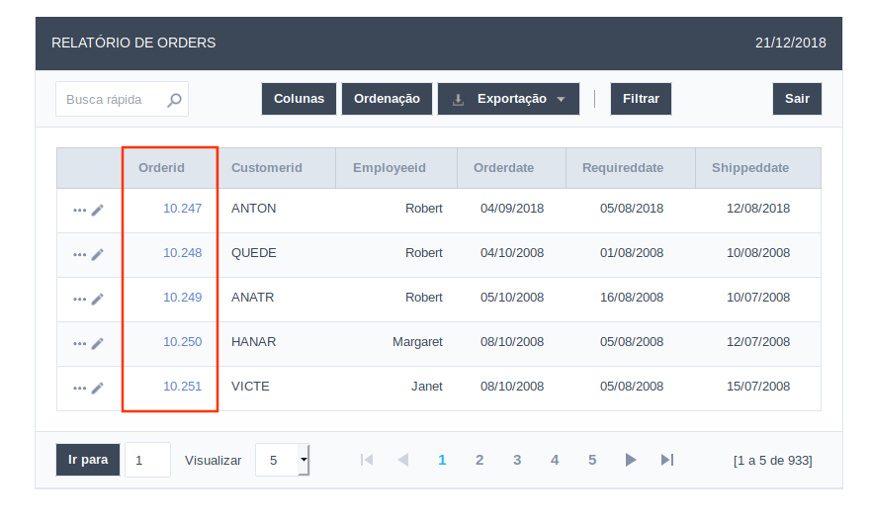 RELATÓRIO DE ORDERS 21/12/2018
Busca rápida Colunas Ordenação Exportação Filtrar Sair
Orderid Customerid Employeeid Orderdate Requireddate Shippeddate
10.247 ANTON Robert 04/09/2018 05/08/2018 12/08/2018
10.248 QUEDE Robert 04/10/2008 01/08/2008 10/08/2008
10.249 ANATR Robert 05/10/2008 16/08/2008 10/07/2008
10.250 HANAR Margaret 08/10/2008 05/08/2008 12/07/2008
10.251 VICTE Janet 08/10/2008 05/08/2008 15/07/2008
Ir para 1 Visualizar 5 1 2 3 4 5 [1 a 5 de 933]